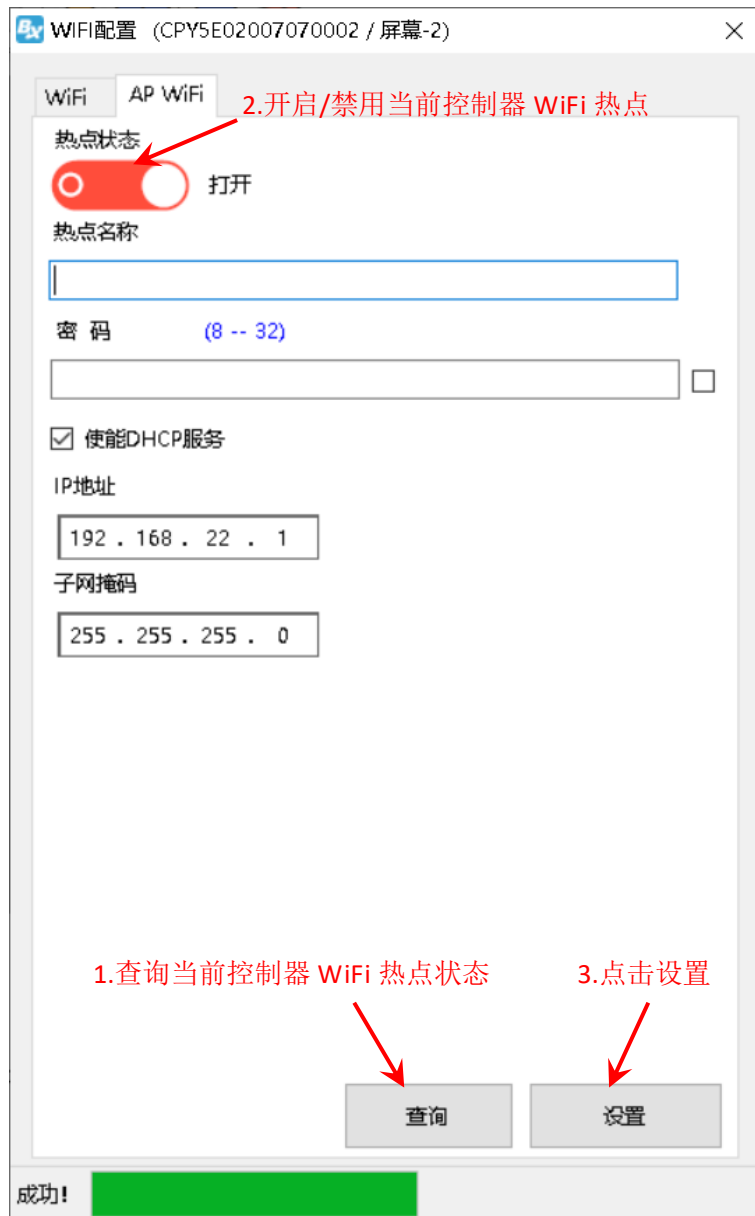 BX WIFI配置 (CPY5E02007070002 / 屏幕-2)
WiFi AP WiFi
2.开启/禁用当前控制器 WiFi 热点
热点状态
打开
热点名称
密 码 (8 -- 32)
使能DHCP服务
IP地址
192 . 168 . 22 . 1
子网掩码
255 . 255 . 255 . 0
1.查询当前控制器 WiFi 热点状态 3.点击设置
查询 设置
成功!